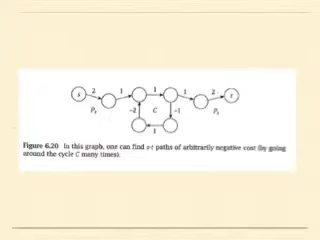 s 2 1 1 1 2 t
P₁ -2 C -1 P₂
1
Figure 6.20 In this graph, one can find s-t paths of arbitrarily negative cost (by going
around the cycle C many times).